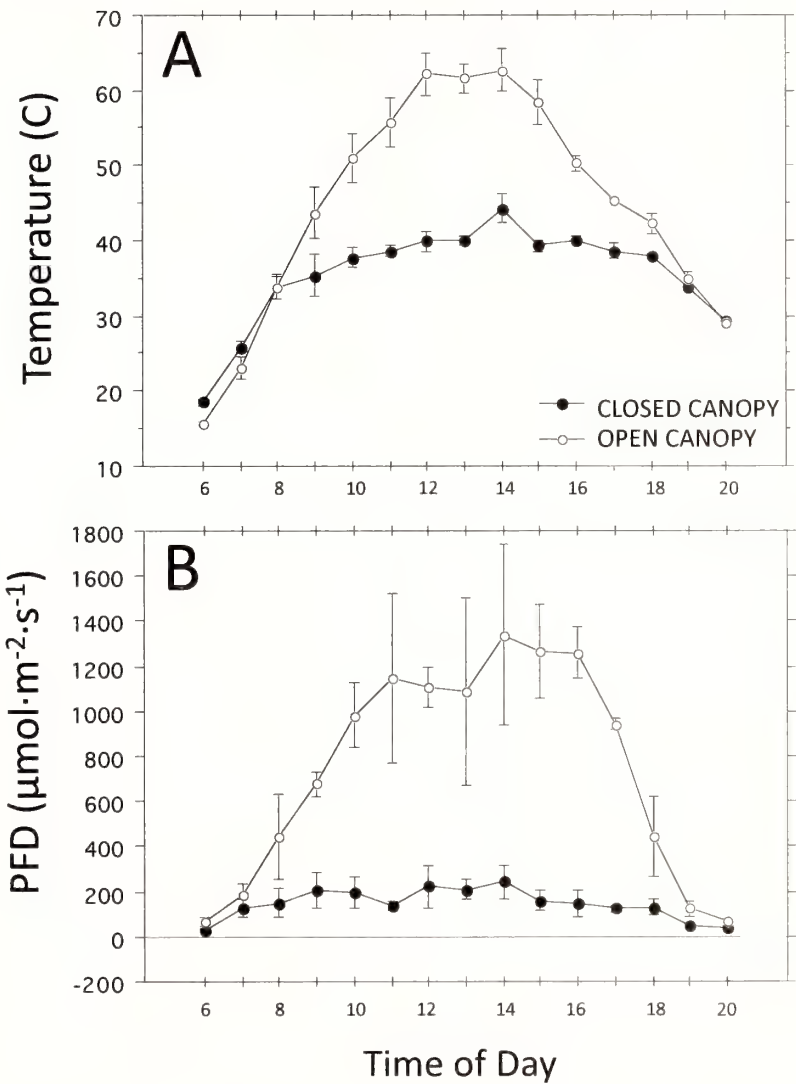 A
Temperature (C)
70
60
50
40
30
20
10
CLOSED CANOPY
OPEN CANOPY
6 8 10 12 14 16 18 20
B
PFD (µmol·m⁻²·s⁻¹)
1800
1600
1400
1200
1000
800
600
400
200
0
-200
6 8 10 12 14 16 18 20
Time of Day